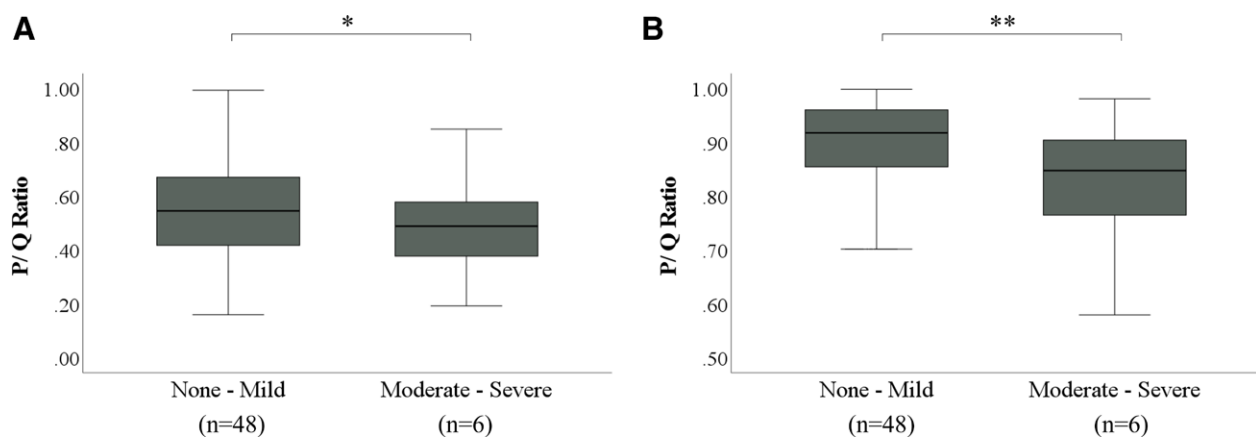 A
*
1.00
.80
.60
.40
.20
.00
P/ Q Ratio
None - Mild
(n=48)
Moderate - Severe
(n=6)
B
**
1.00
.90
.80
.70
.60
.50
P/ Q Ratio
None - Mild
(n=48)
Moderate - Severe
(n=6)